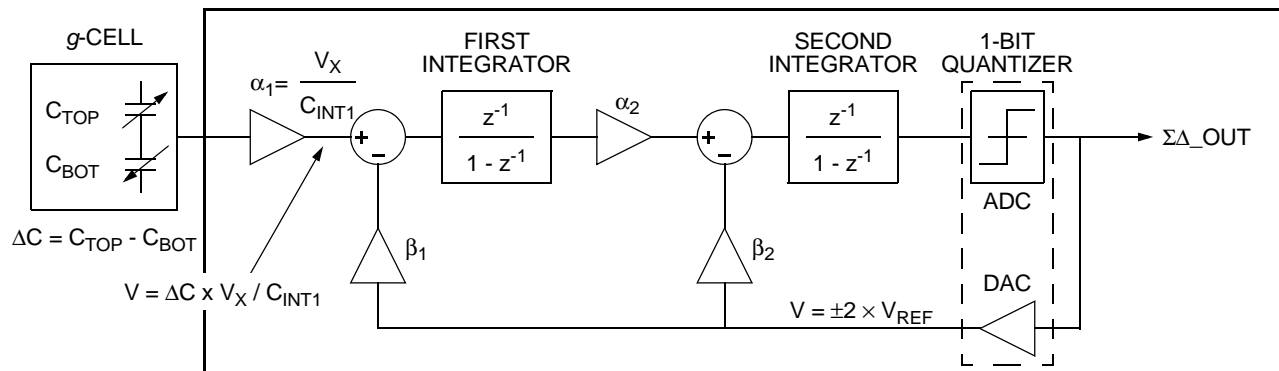 g-CELL
C_TOP
C_BOT
ΔC = C_TOP - C_BOT
α₁= V_X / C_INT1
V = ΔC x V_X / C_INT1
+
−
β₁
FIRST
INTEGRATOR
z⁻¹
1 - z⁻¹
α₂
+
−
β₂
SECOND
INTEGRATOR
z⁻¹
1 - z⁻¹
1-BIT
QUANTIZER
ADC
DAC
V = ±2 × V_REF
ΣΔ_OUT